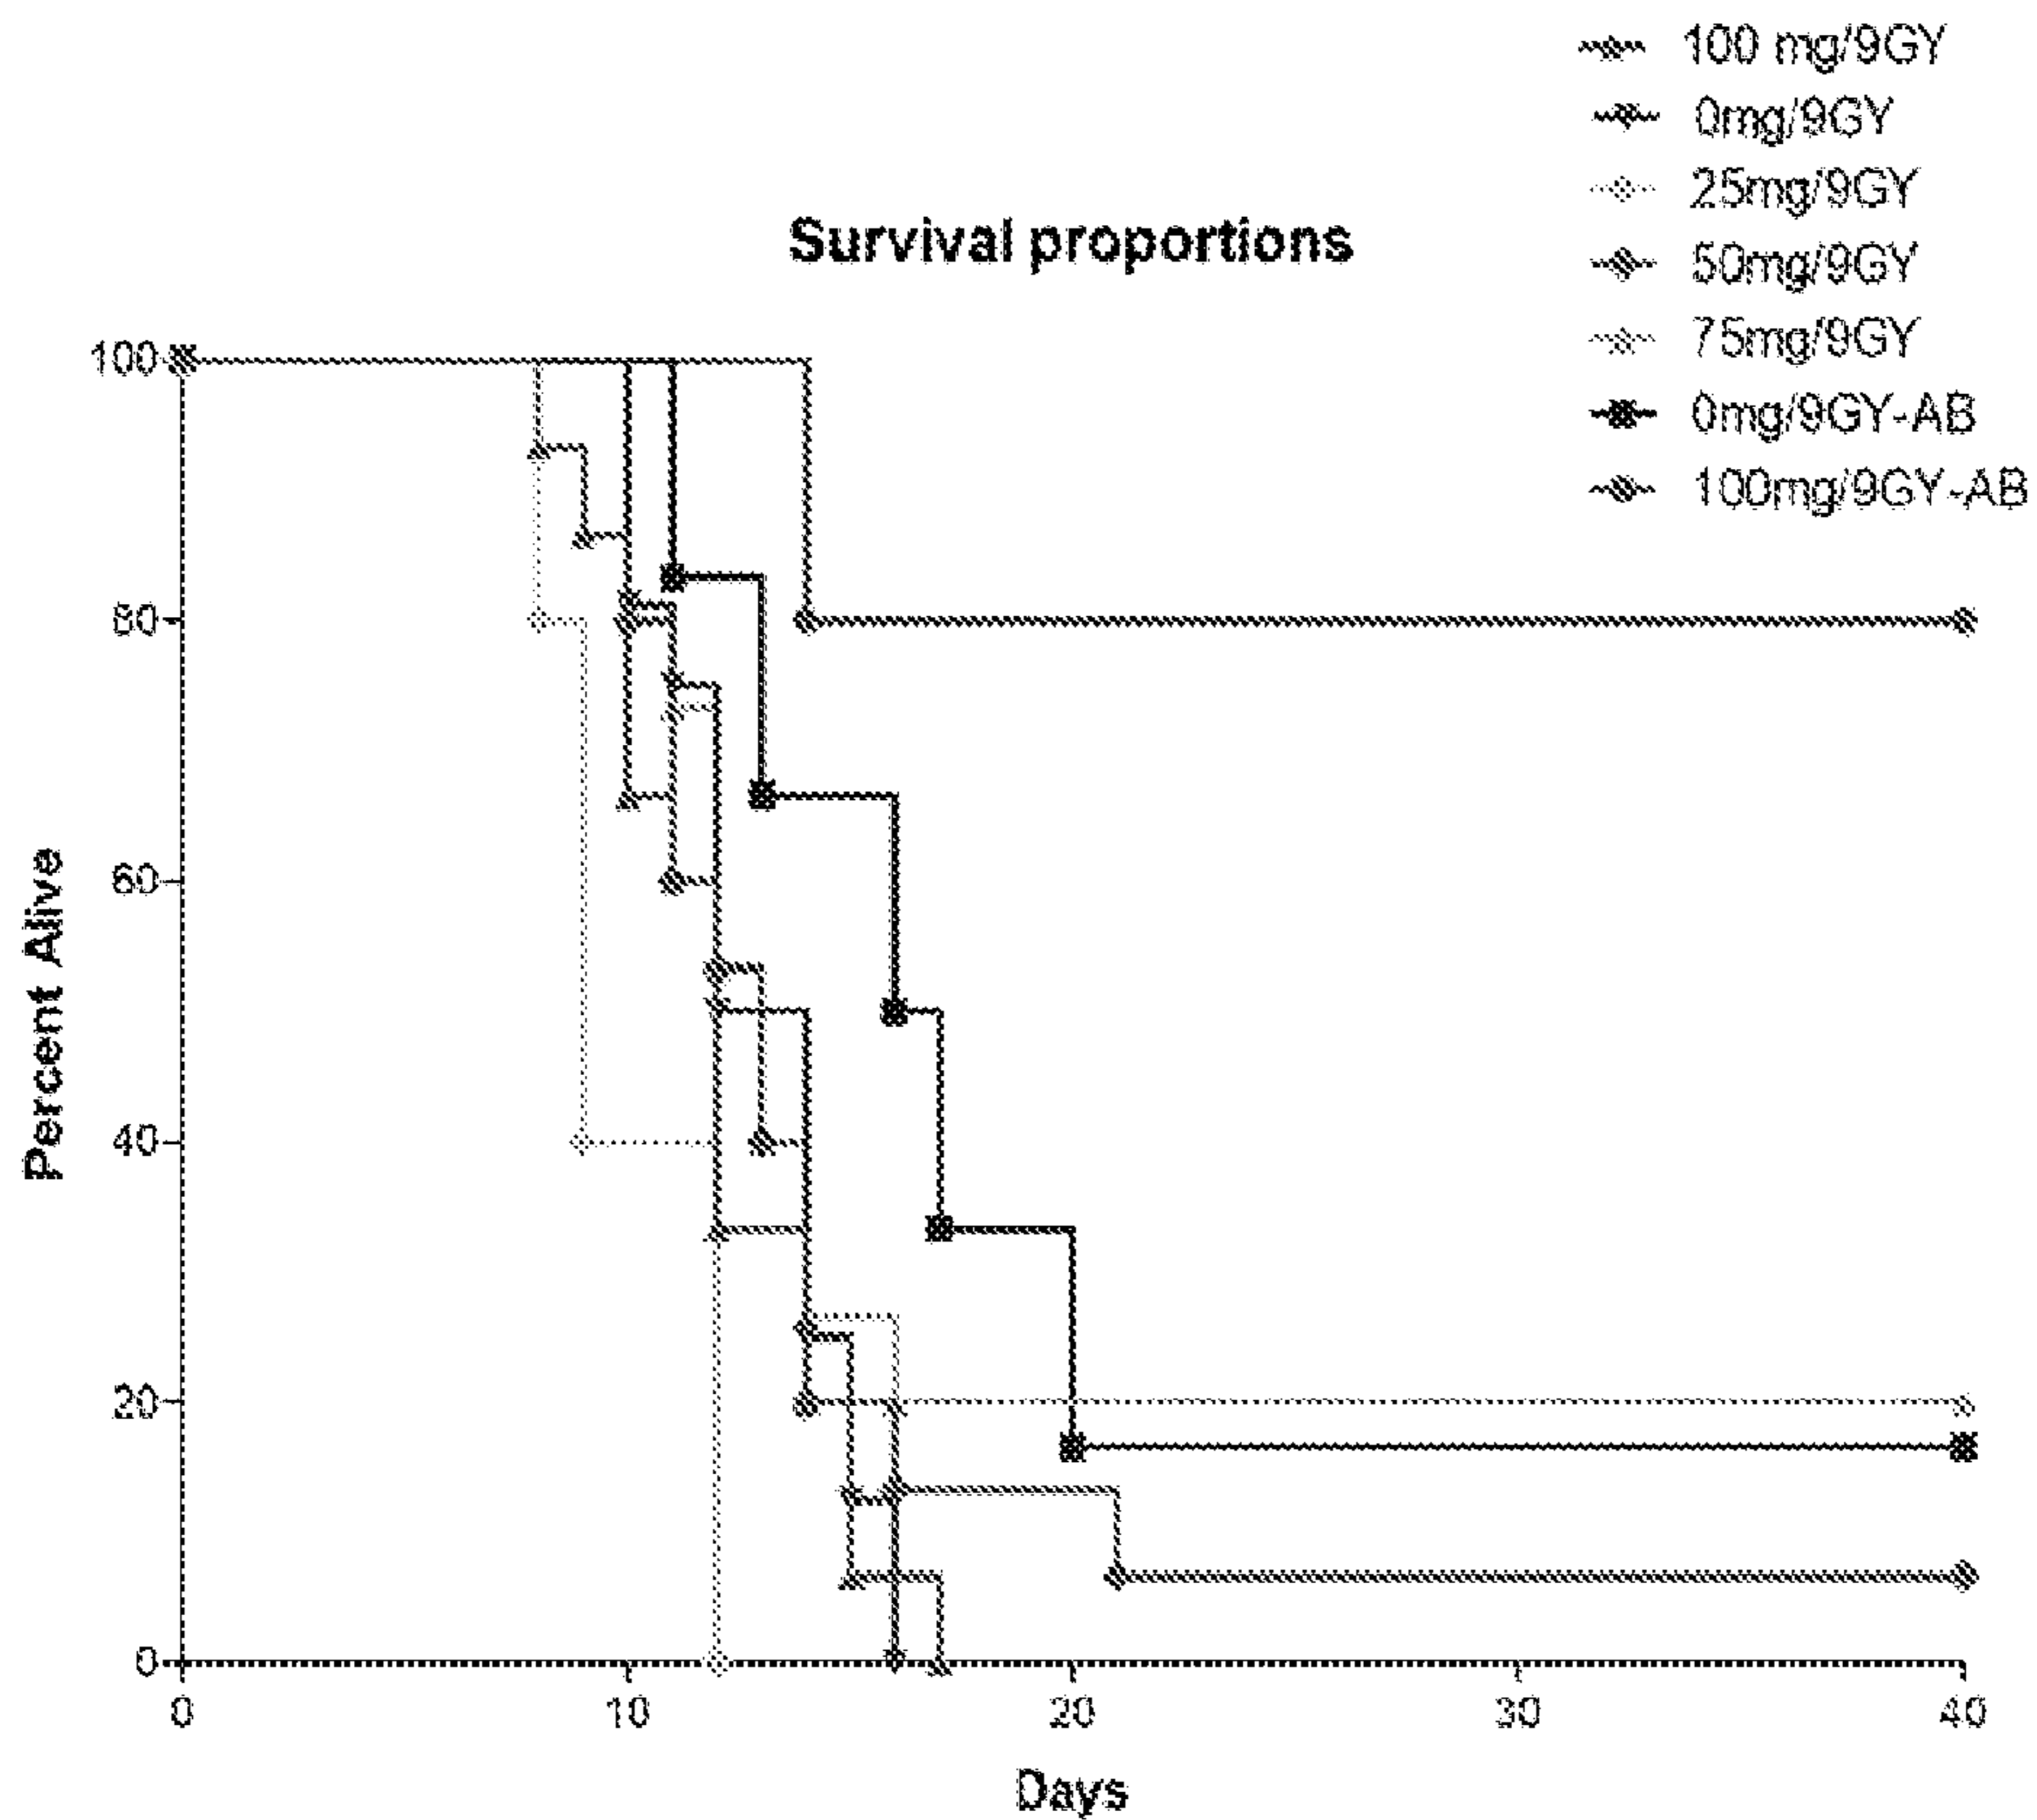 100 mg/9GY
0mg/9GY
25mg/9GY
50mg/9GY
75mg/9GY
0mg/9GY-AB
100mg/9GY-AB
Survival proportions
100
80
60
40
20
0
Percent Alive
0 10 20 30 40
Days